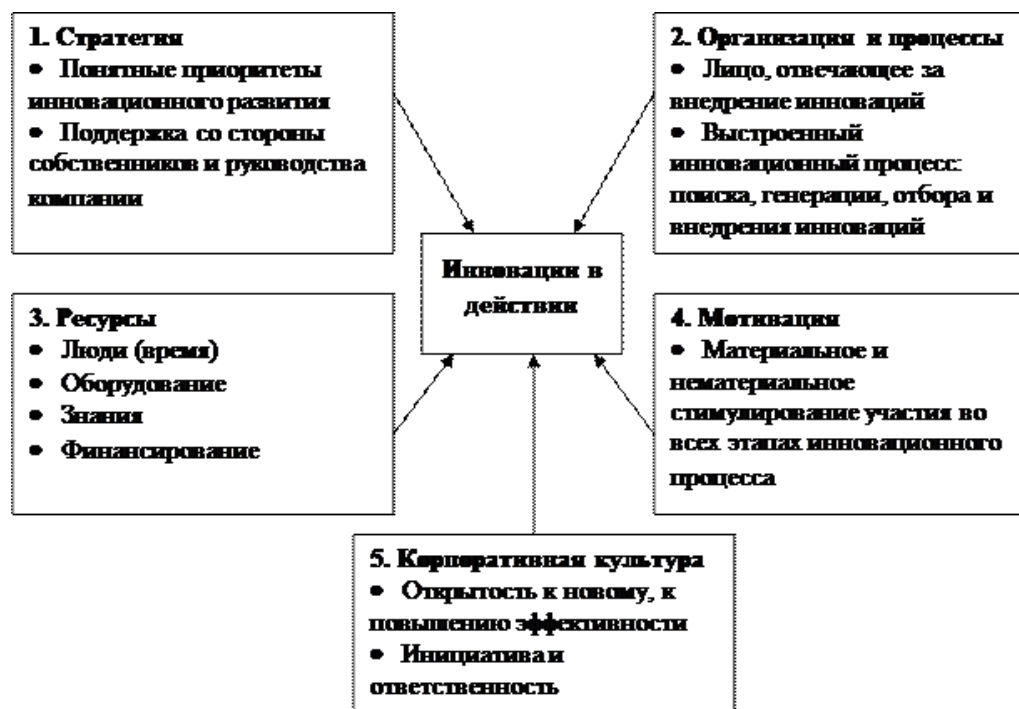 1. Стратегия
• Понятные приоритеты
инновационного развития
• Поддержка со стороны
собственников и руководства
компании
2. Организация и процессы
• Лицо, отвечающее за
внедрение инноваций
• Выстроенный
инновационный процесс:
поиска, генерации, отбора и
внедрения инноваций
Инновации в
действии
3. Ресурсы
• Люди (время)
• Оборудование
• Знания
• Финансирование
4. Мотивация
• Материальное и
нематериальное
стимулирование участия во
всех этапах инновационного
процесса
5. Корпоративная культура
• Открытость к новому, к
повышению эффективности
• Инициатива и
ответственность